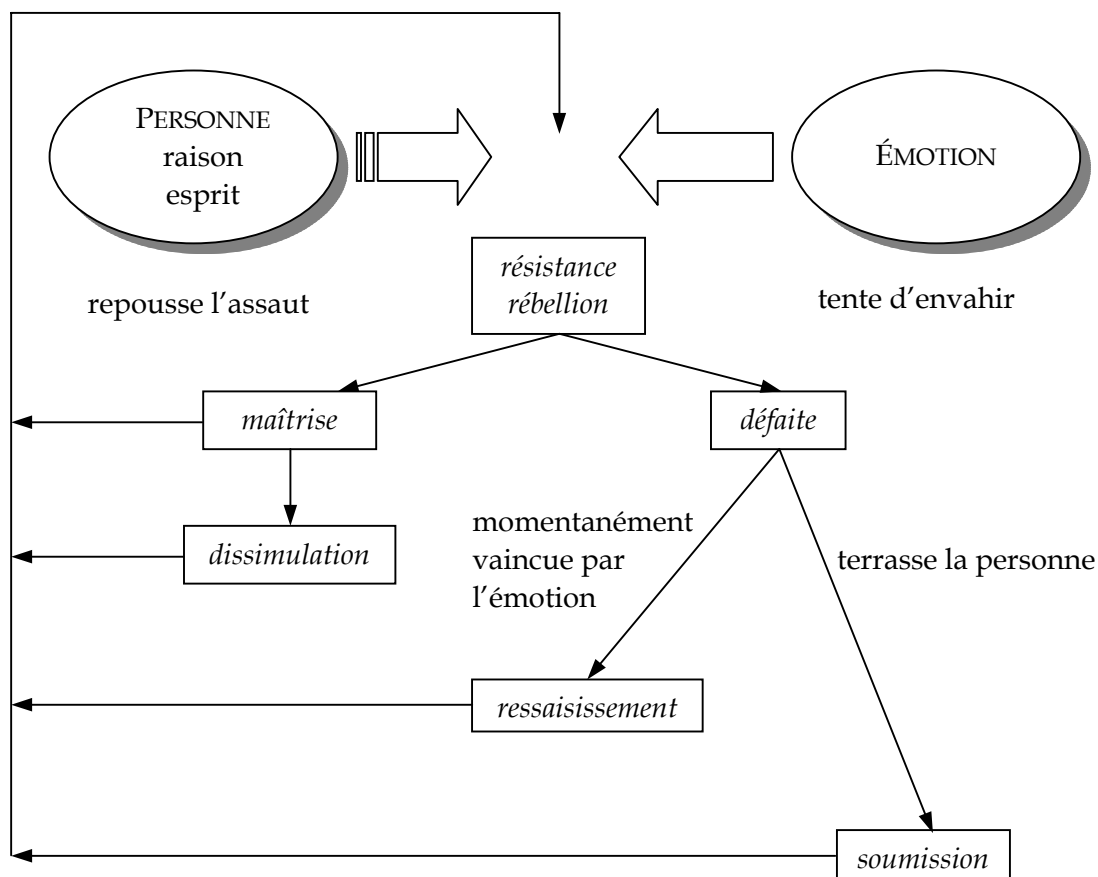 PERSONNE
raison
esprit
ÉMOTION
repousse l’assaut
résistance
rébellion
tente d’envahir
maîtrise
défaite
dissimulation
momentanément
vaincue par
l’émotion
terrasse la personne
ressaisissement
soumission